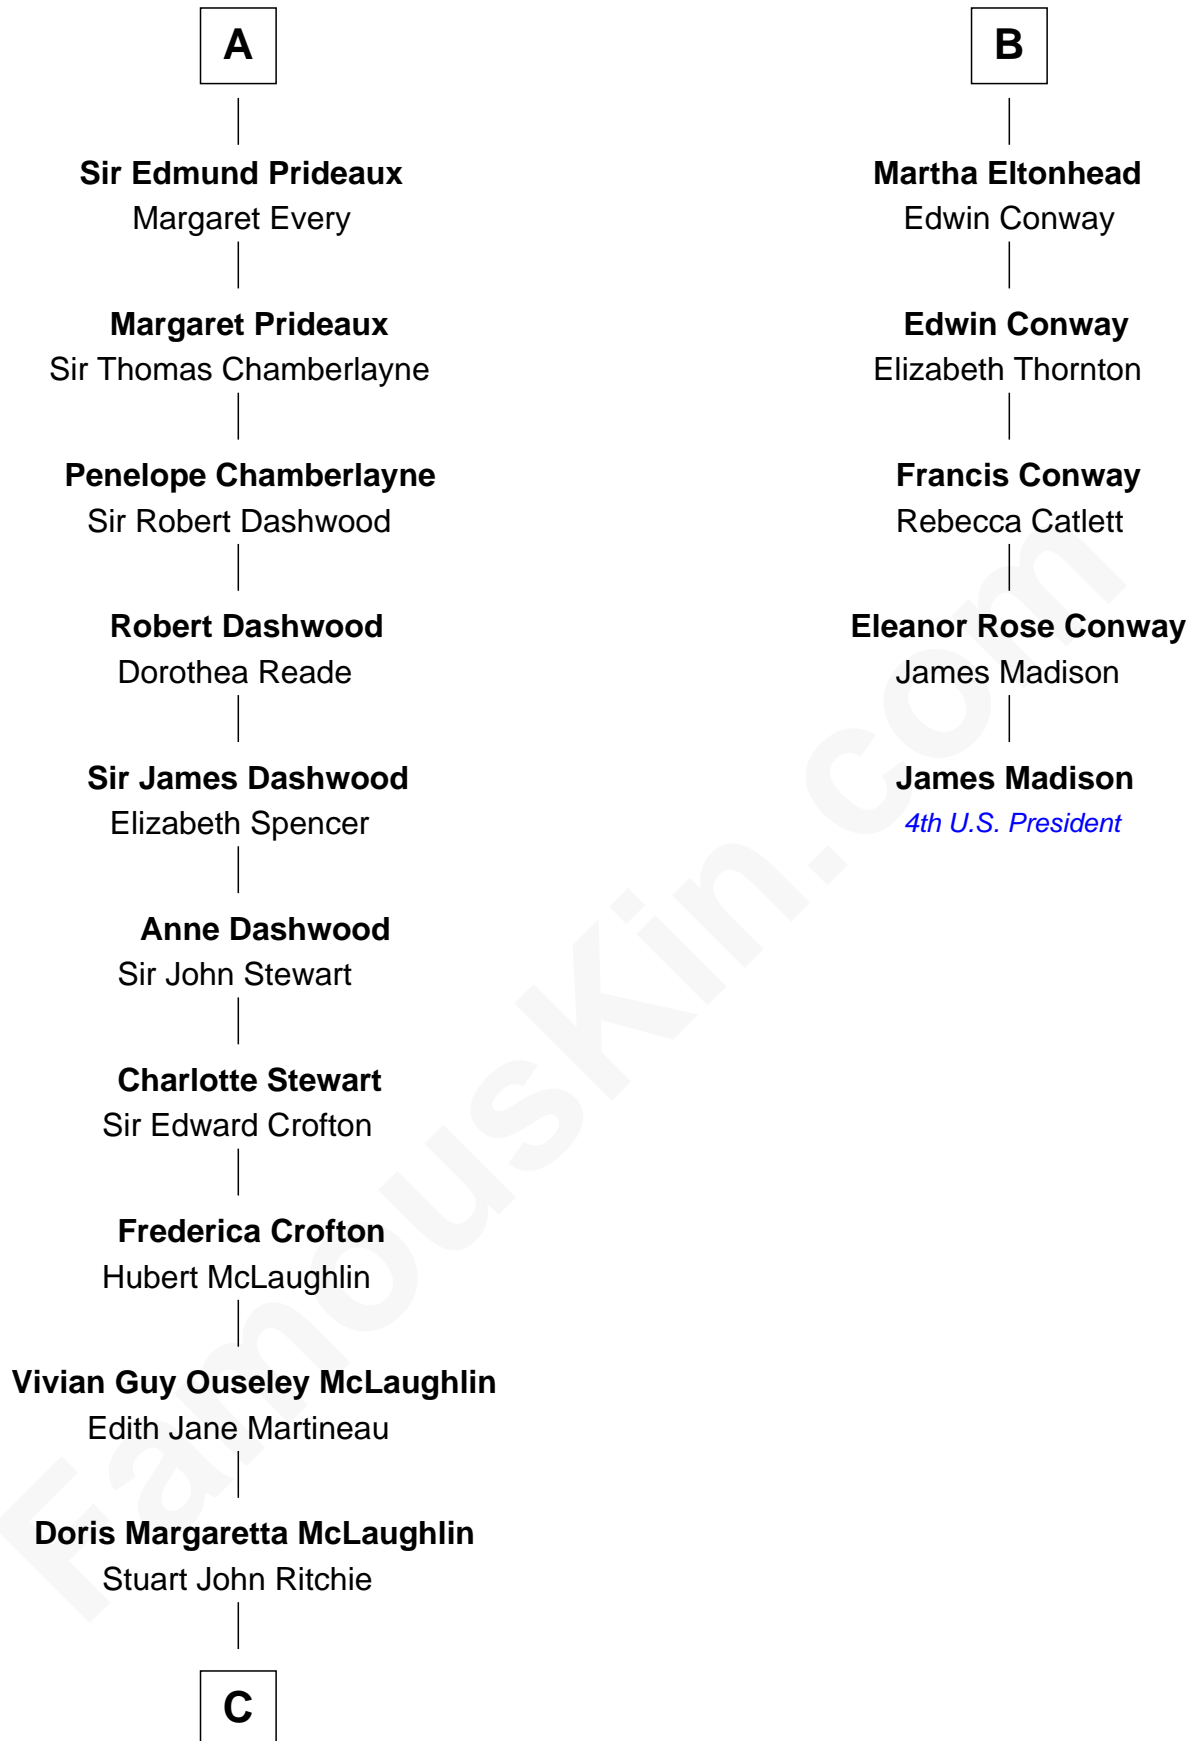 A
Sir Edmund Prideaux
Margaret Every
Margaret Prideaux
Sir Thomas Chamberlayne
Penelope Chamberlayne
Sir Robert Dashwood
Robert Dashwood
Dorothea Reade
Sir James Dashwood
Elizabeth Spencer
Anne Dashwood
Sir John Stewart
Charlotte Stewart
Sir Edward Crofton
Frederica Crofton
Hubert McLaughlin
Vivian Guy Ouseley McLaughlin
Edith Jane Martineau
Doris Margaretta McLaughlin
Stuart John Ritchie
C
B
Martha Eltonhead
Edwin Conway
Edwin Conway
Elizabeth Thornton
Francis Conway
Rebecca Catlett
Eleanor Rose Conway
James Madison
James Madison
4th U.S. President
FamousKin.com